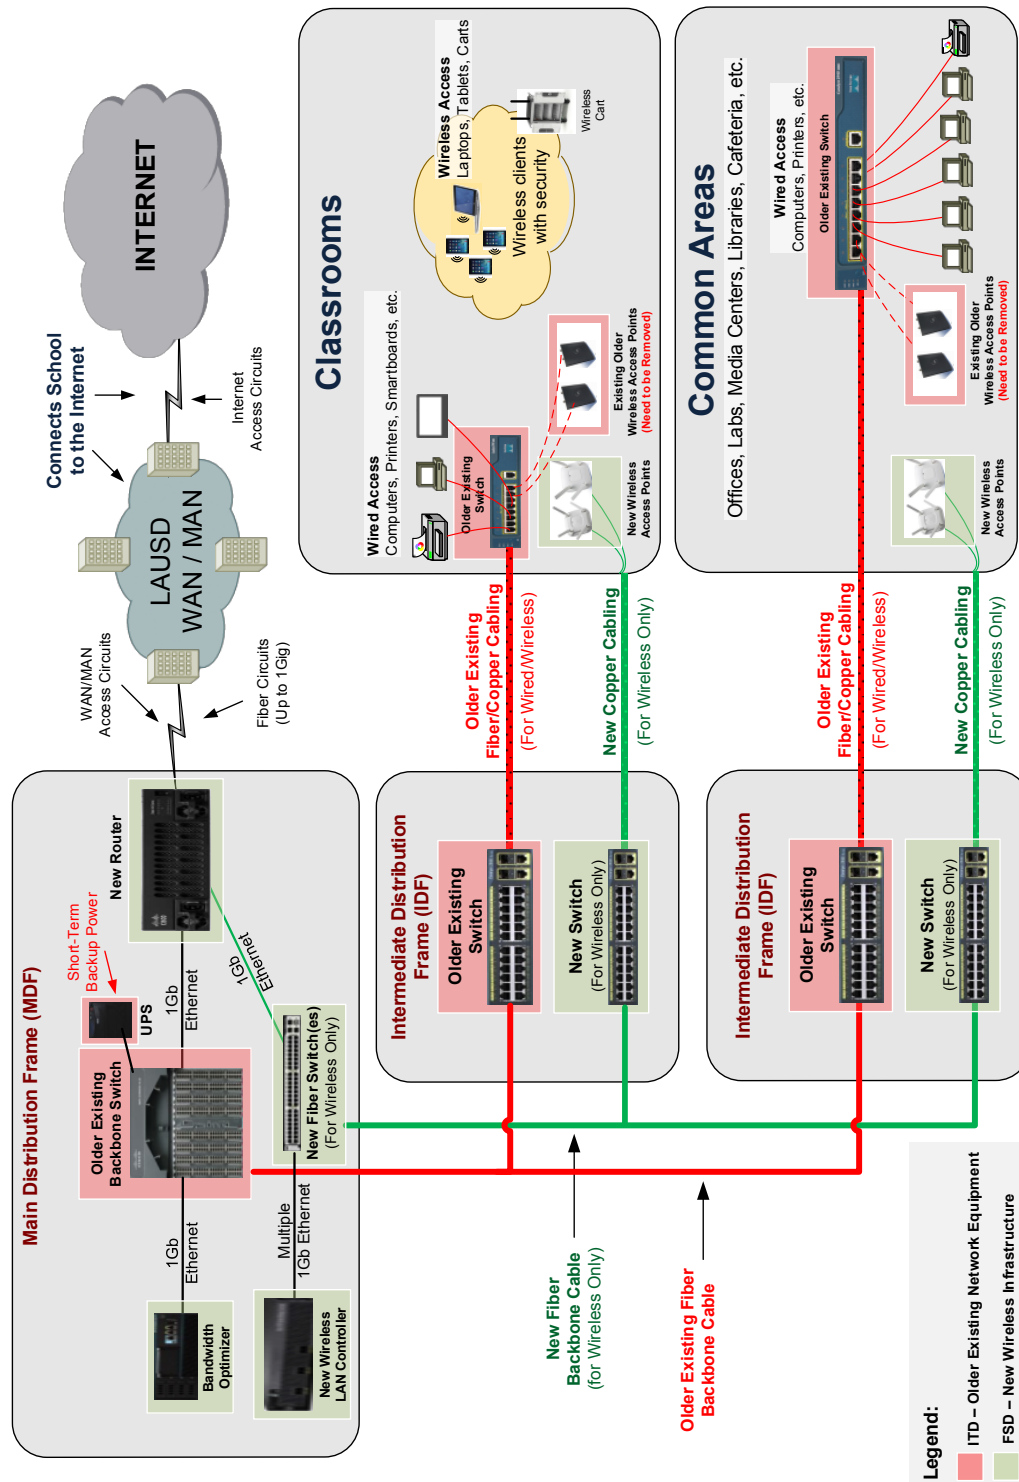 Main Distribution Frame (MDF)
Short-Term
Backup Power
UPS
Older Existing
Backbone Switch
1Gb
Ethernet
New Router
1Gb
Ethernet
Bandwidth
Optimizer
1Gb
Ethernet
New Fiber Switch(es)
(For Wireless Only)
Multiple
1Gb Ethernet
New Wireless
LAN Controller
WAN/MAN
Access Circuits
Fiber Circuits
(Up to 1Gig)
LAUSD
WAN / MAN
Connects School
to the Internet
Internet
Access Circuits
INTERNET
Intermediate Distribution
Frame (IDF)
Older Existing
Switch
New Switch
(For Wireless Only)
Older Existing
Fiber/Copper Cabling
(For Wired/Wireless)
New Copper Cabling
(For Wireless Only)
Classrooms
Wired Access
Computers, Printers, Smartboards, etc.
Older Existing
Switch
New Wireless
Access Points
Existing Older
Wireless Access Points
(Need to be Removed)
Wireless Access
Laptops, Tablets, Carts
Wireless clients
with security
Wireless
Cart
Intermediate Distribution
Frame (IDF)
Older Existing
Switch
New Switch
(For Wireless Only)
Older Existing
Fiber/Copper Cabling
(For Wired/Wireless)
New Copper Cabling
(For Wireless Only)
Common Areas
Offices, Labs, Media Centers, Libraries, Cafeteria, etc.
Wired Access
Computers, Printers, etc.
Older Existing Switch
New Wireless
Access Points
Existing Older
Wireless Access Points
(Need to be Removed)
New Fiber
Backbone Cable
(for Wireless Only)
Older Existing Fiber
Backbone Cable
Legend:
ITD – Older Existing Network Equipment
FSD – New Wireless Infrastructure